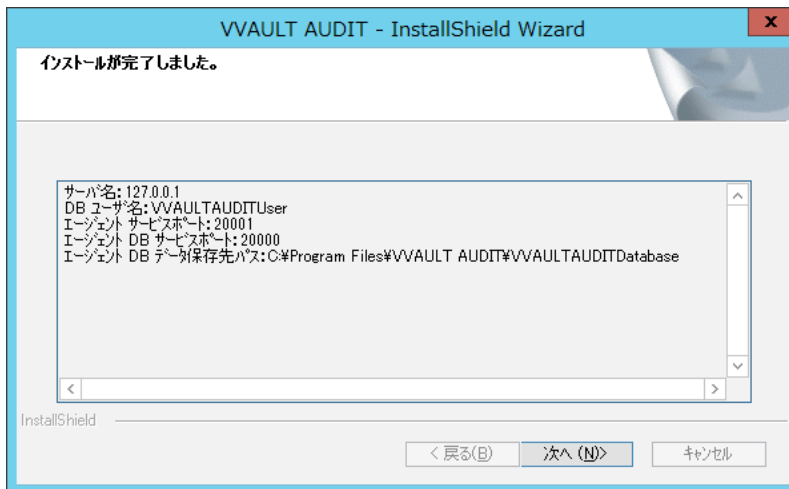 VVAULT AUDIT - InstallShield Wizard
x
インストールが完了しました。
サーバ名: 127.0.0.1
DB ユーザ名: VVAULTAUDITUser
エージェント サービスポート: 20001
エージェント DB サービスポート: 20000
エージェント DB データ保存先パス:C:¥Program Files¥VVAULT AUDIT¥VVAULTAUDITDatabase
InstallShield
< 戻る(B)
次へ (N)>
キャンセル